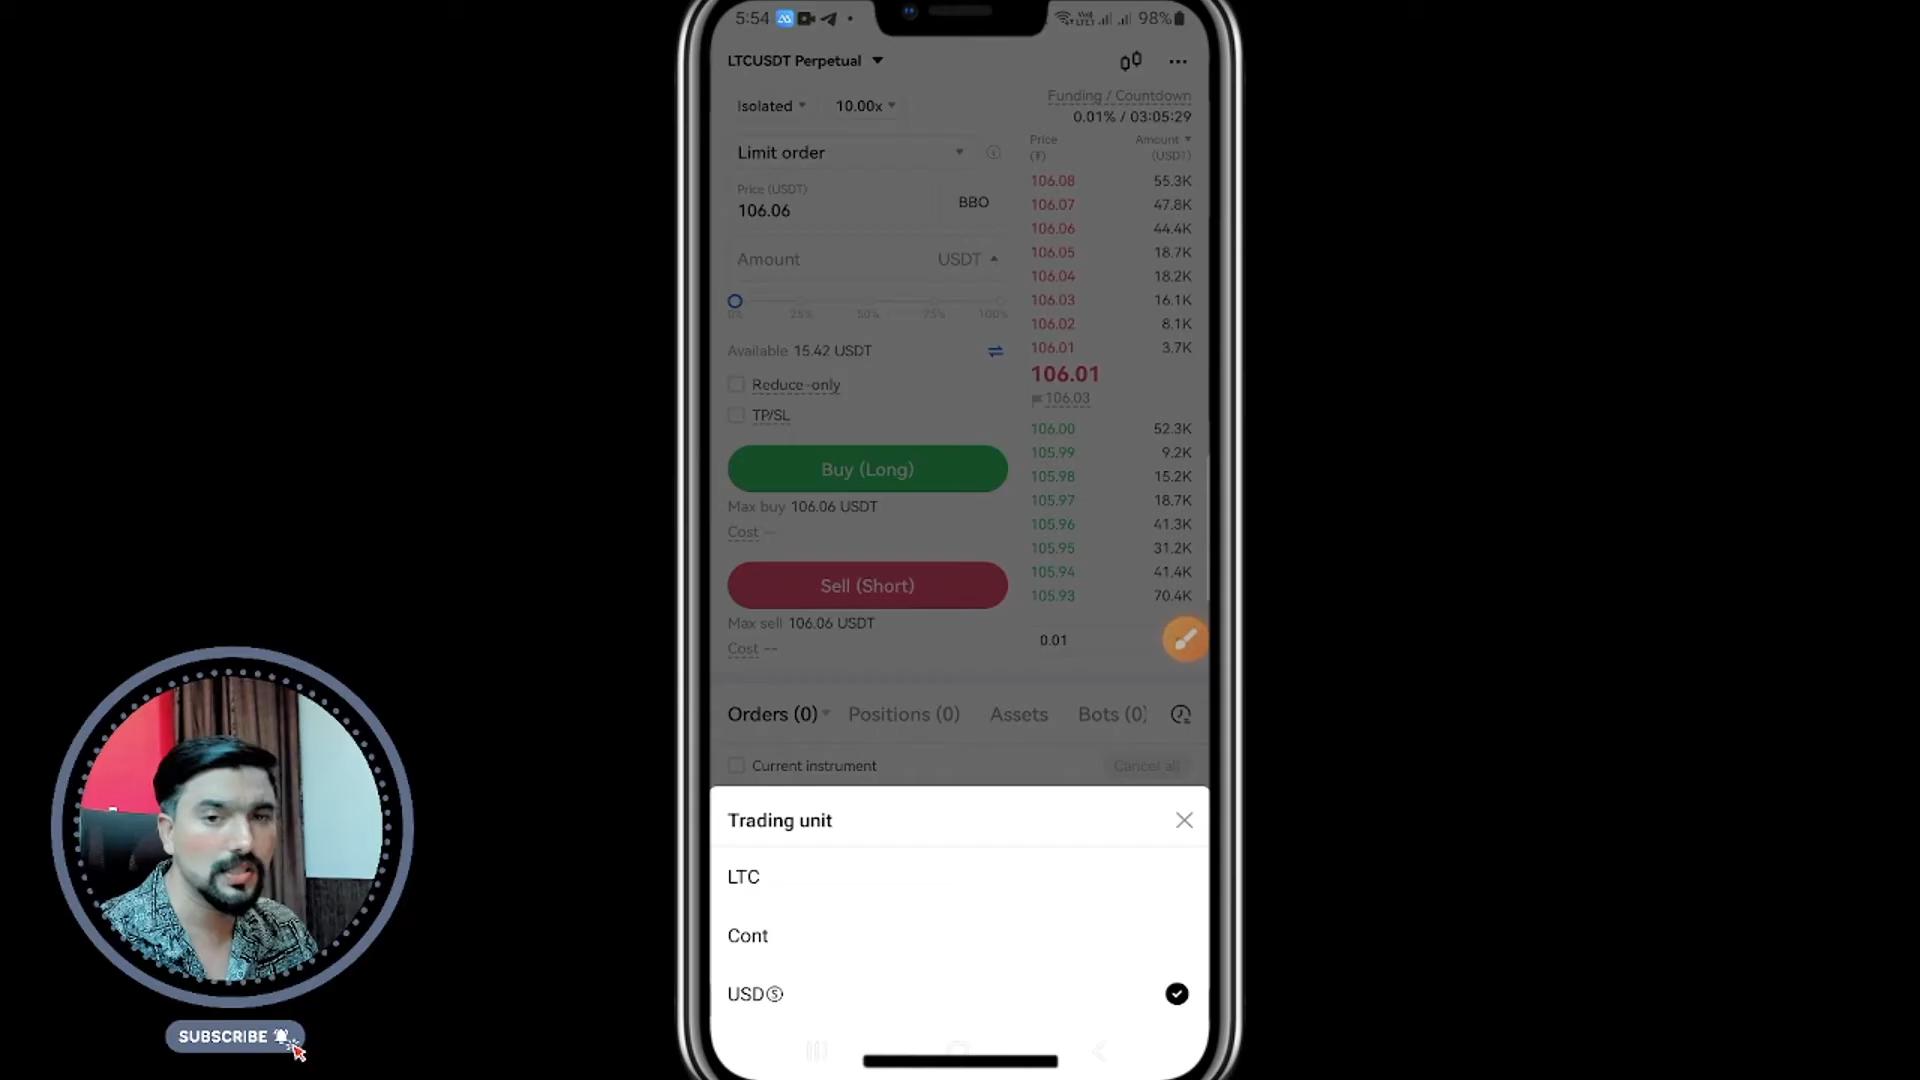 5:54
98%
LTCUSDT Perpetual
Isolated 10.00x
Funding / Countdown
0.01% / 03:05:29
Limit order
Price (₮) Amount (USDT)
Price (USDT)
106.06
BBO
Amount USDT
0% 25% 50% 75% 100%
Available 15.42 USDT
Reduce-only
TP/SL
Buy (Long)
Max buy 106.06 USDT
Cost --
Sell (Short)
Max sell 106.06 USDT
Cost --
106.08 55.3K
106.07 47.8K
106.06 44.4K
106.05 18.7K
106.04 18.2K
106.03 16.1K
106.02 8.1K
106.01 3.7K
106.01
106.03
106.00 52.3K
105.99 9.2K
105.98 15.2K
105.97 18.7K
105.96 41.3K
105.95 31.2K
105.94 41.4K
105.93 70.4K
0.01
Orders (0) Positions (0) Assets Bots (0)
Current instrument Cancel all
Trading unit
LTC
Cont
USDⓈ
SUBSCRIBE